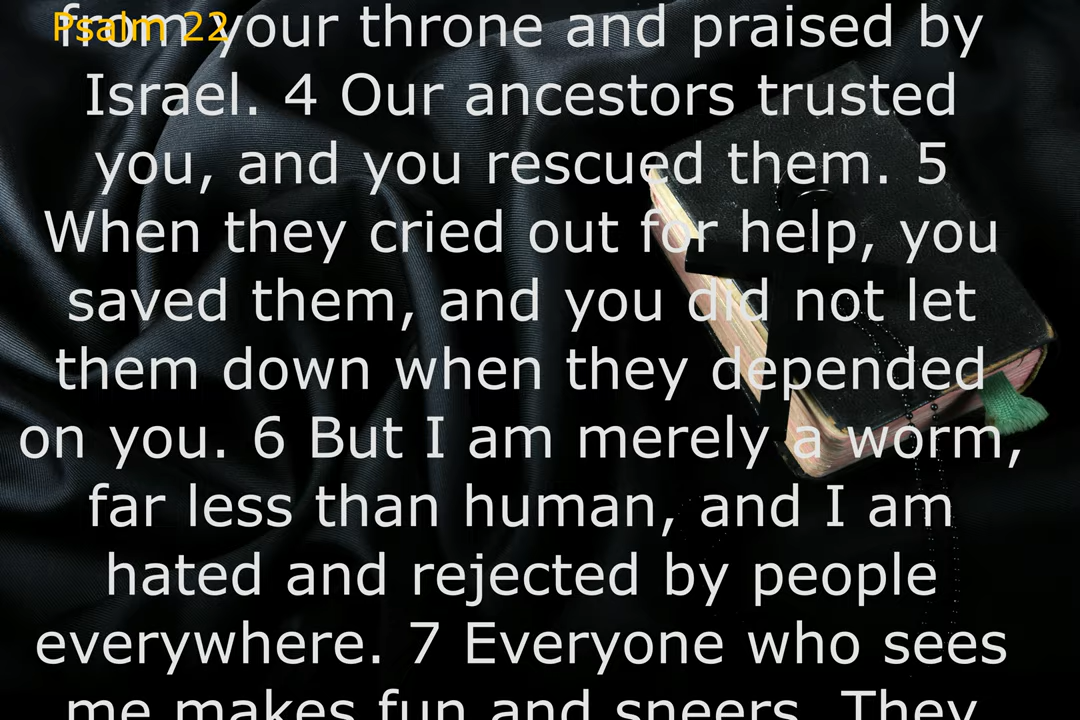 Psalm 22
from your throne and praised by
Israel. 4 Our ancestors trusted
you, and you rescued them. 5
When they cried out for help, you
saved them, and you did not let
them down when they depended
on you. 6 But I am merely a worm,
far less than human, and I am
hated and rejected by people
everywhere. 7 Everyone who sees
me makes fun and sneers. They